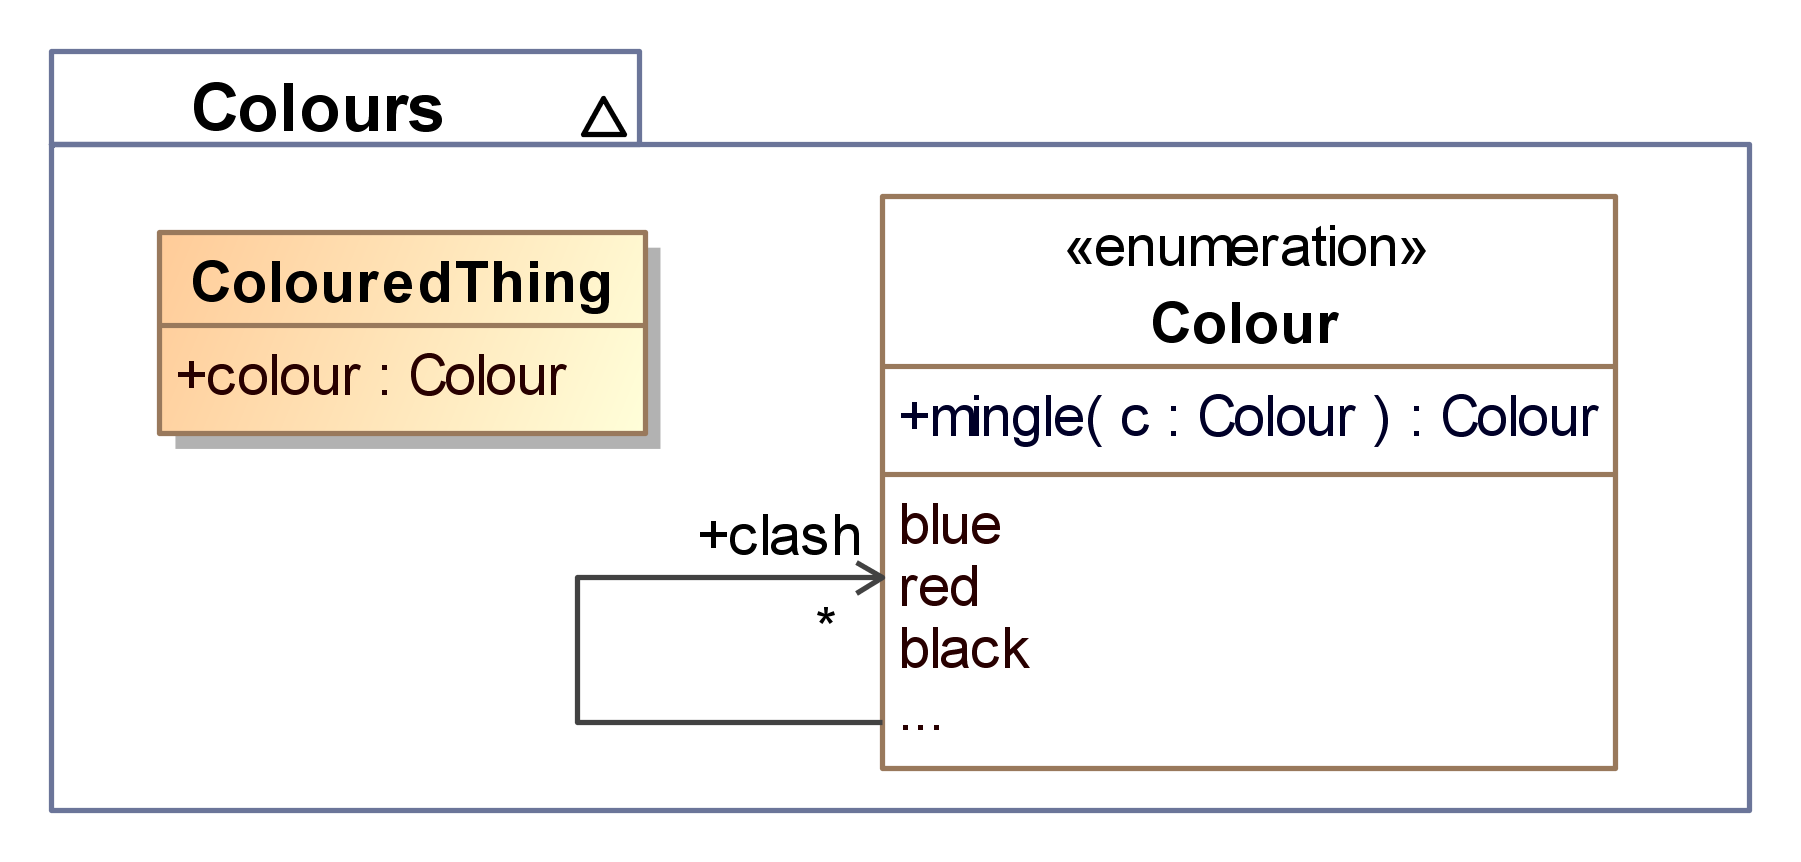 Colours
ColouredThing
+colour : Colour
«enumeration»
Colour
+mingle( c : Colour ) : Colour
+clash
*
blue
red
black
...